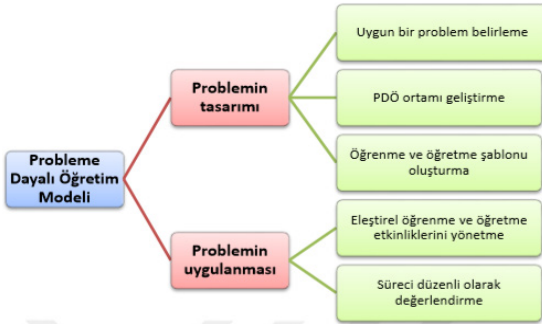 Probleme
Dayalı Öğretim
Modeli
Problemin
tasarımı
Uygun bir problem belirleme
PDÖ ortamı geliştirme
Öğrenme ve öğretme şablonu
oluşturma
Problemin
uygulanması
Eleştirel öğrenme ve öğretme
etkinliklerini yönetme
Süreci düzenli olarak
değerlendirme